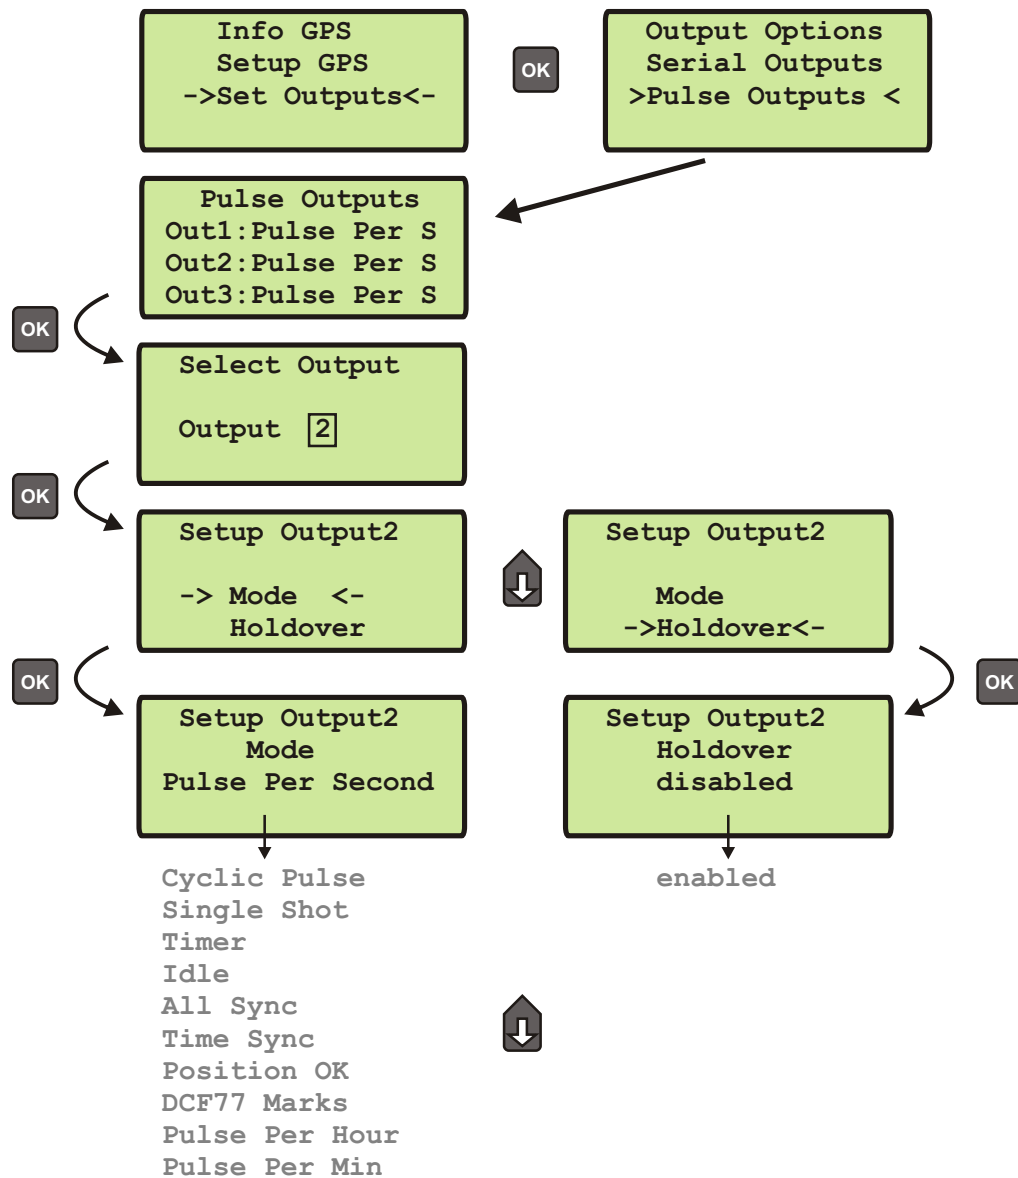 Info GPS
Setup GPS
->Set Outputs<-
OK
Output Options
Serial Outputs
>Pulse Outputs <
Pulse Outputs
Out1:Pulse Per S
Out2:Pulse Per S
Out3:Pulse Per S
OK
Select Output
Output 2
OK
Setup Output2
-> Mode <-
Holdover
Setup Output2
Mode
->Holdover<-
OK
OK
Setup Output2
Mode
Pulse Per Second
Setup Output2
Holdover
disabled
Cyclic Pulse
Single Shot
Timer
Idle
All Sync
Time Sync
Position OK
DCF77 Marks
Pulse Per Hour
Pulse Per Min
enabled